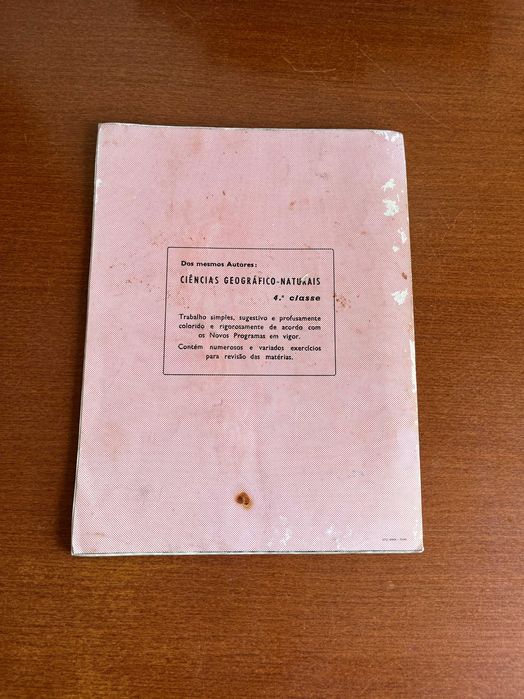 Dos mesmos Autores:
CIÊNCIAS GEOGRÁFICO-NATURAIS
4.ª classe
Trabalho simples, sugestivo e profusamente
colorido e rigorosamente de acordo com
os Novos Programas em vigor.
Contém numerosos e variados exercícios
para revisão das matérias.